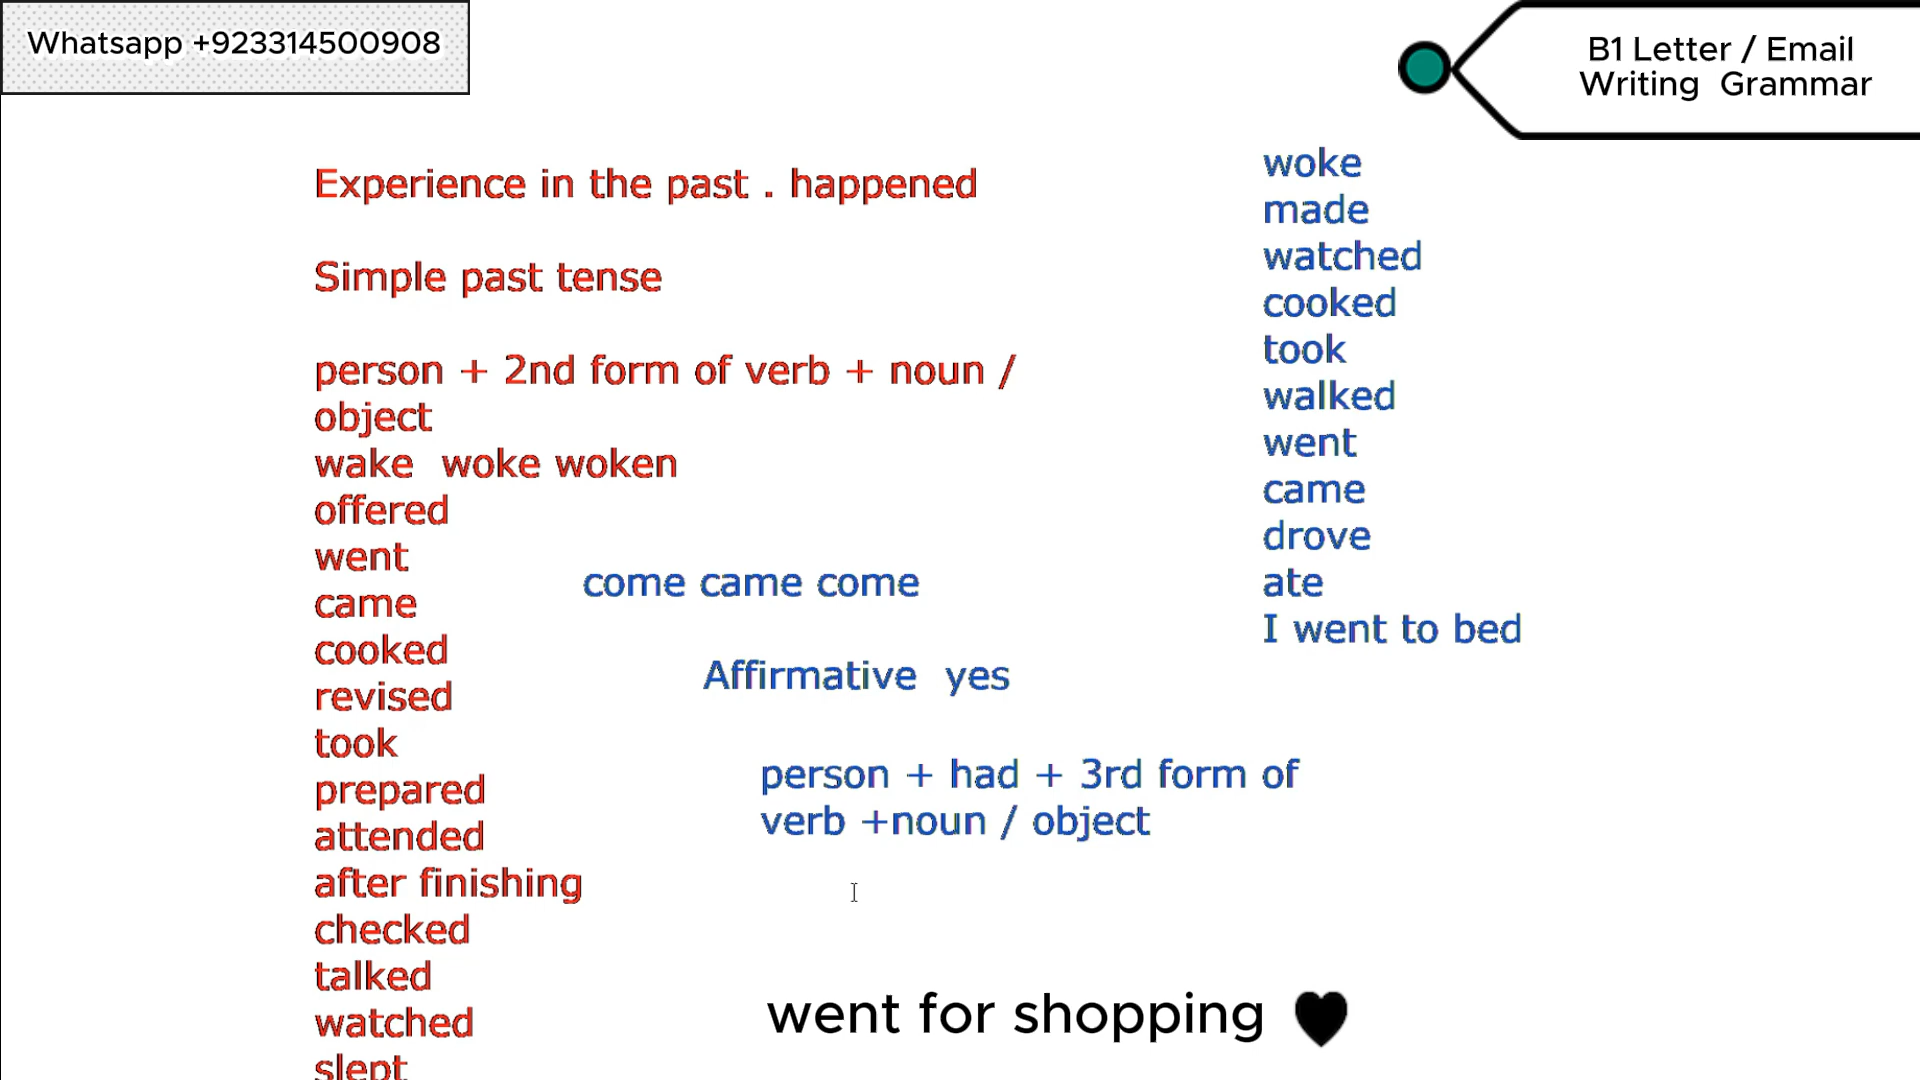 Whatsapp +923314500908
B1 Letter / Email
Writing Grammar
Experience in the past . happened
Simple past tense
person + 2nd form of verb + noun /
object
wake woke woken
offered
went
came
cooked
revised
took
prepared
attended
after finishing
checked
talked
watched
slept
come came come
Affirmative yes
person + had + 3rd form of
verb +noun / object
went for shopping
woke
made
watched
cooked
took
walked
went
came
drove
ate
I went to bed